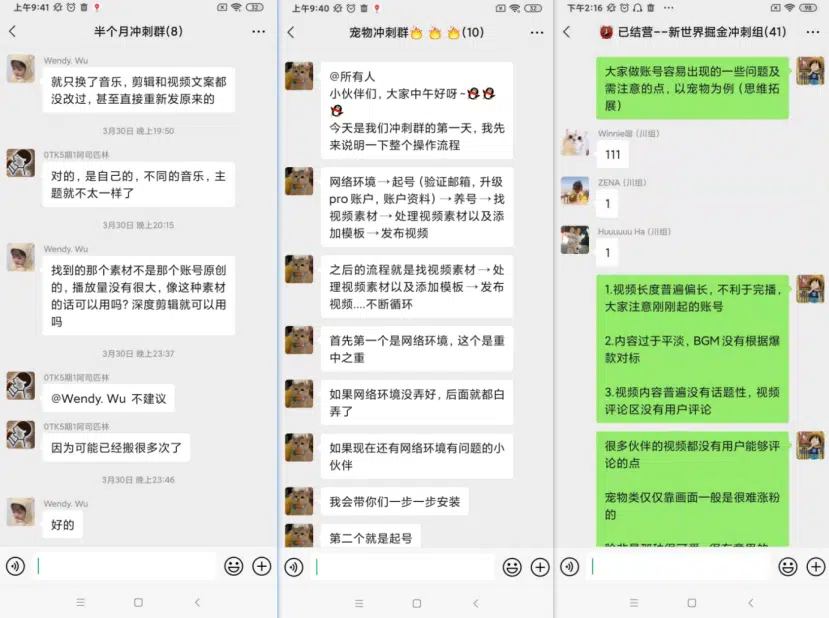 上午9:41
32
半个月冲刺群(8)
Wendy. Wu
就只换了音乐，剪辑和视频文案都
没改过，甚至直接重新发原来的
3月30日 晚上19:50
0TK5期1阿司匹林
对的，是自己的，不同的音乐，主
题就不太一样了
3月30日 晚上20:15
Wendy. Wu
找到的那个素材不是那个账号原创
的，播放量没有很大，像这种素材
的话可以用吗？深度剪辑就可以用
吗
3月30日 晚上23:37
0TK5期1阿司匹林
@Wendy. Wu 不建议
0TK5期1阿司匹林
因为可能已经搬很多次了
3月30日 晚上23:46
Wendy. Wu
好的
上午9:40
32
宠物冲刺群🔥🔥🔥(10)
@所有人
小伙伴们，大家中午好呀~
今天是我们冲刺群的第一天，我先
来说明一下整个操作流程
网络环境→起号（验证邮箱，升级
pro账户，账户资料）→养号→找
视频素材→处理视频素材以及添
加模板→发布视频
之后的流程就是找视频素材→处
理视频素材以及添加模板→发布
视频....不断循环
首先第一个是网络环境，这个是重
中之重
如果网络环境没弄好，后面就都白
弄了
如果现在还有网络环境有问题的小
伙伴
我会带你们一步一步安装
第二个就是起号
下午2:16
98
已结营--新世界掘金冲刺组(41)
大家做账号容易出现的一些问题及
需注意的点，以宠物为例（思维拓
展）
Winnie喵（川组）
111
ZENA（川组）
1
Huuuuuu Ha（川组）
1
1.视频长度普遍偏长，不利于完播，
大家注意刚刚起的账号
2.内容过于平淡，BGM没有根据爆
款对标
3.视频内容普遍没有话题性，视频
评论区没有用户评论
很多伙伴的视频都没有用户能够评
论的点
宠物类仅仅靠画面一般是很难涨粉
的